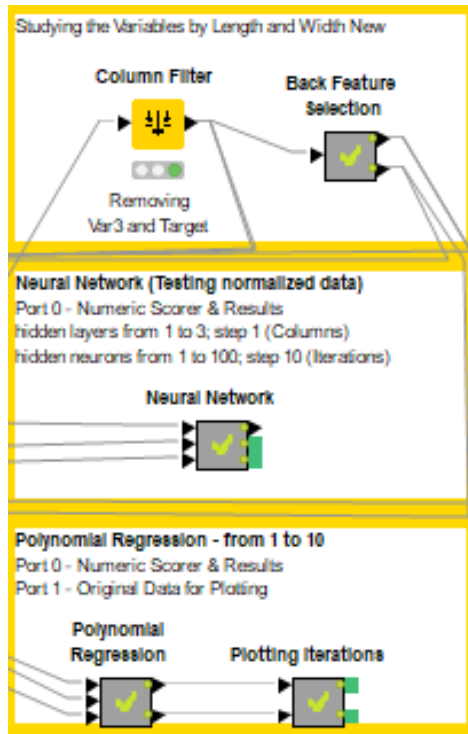 Studying the Variables by Length and Width New
Column Filter
Back Feature
Selection
Removing
Var3 and Target
Neural Network (Testing normalized data)
Part 0 - Numeric Scorer & Results
hidden layers from 1 to 3; step 1 (Columns)
hidden neurons from 1 to 100; step 10 (Iterations)
Neural Network
Polynomial Regression - from 1 to 10
Port 0 - Numeric Scorer & Results
Port 1 - Original Data for Plotting
Polynomial
Regression
Plotting Iterations